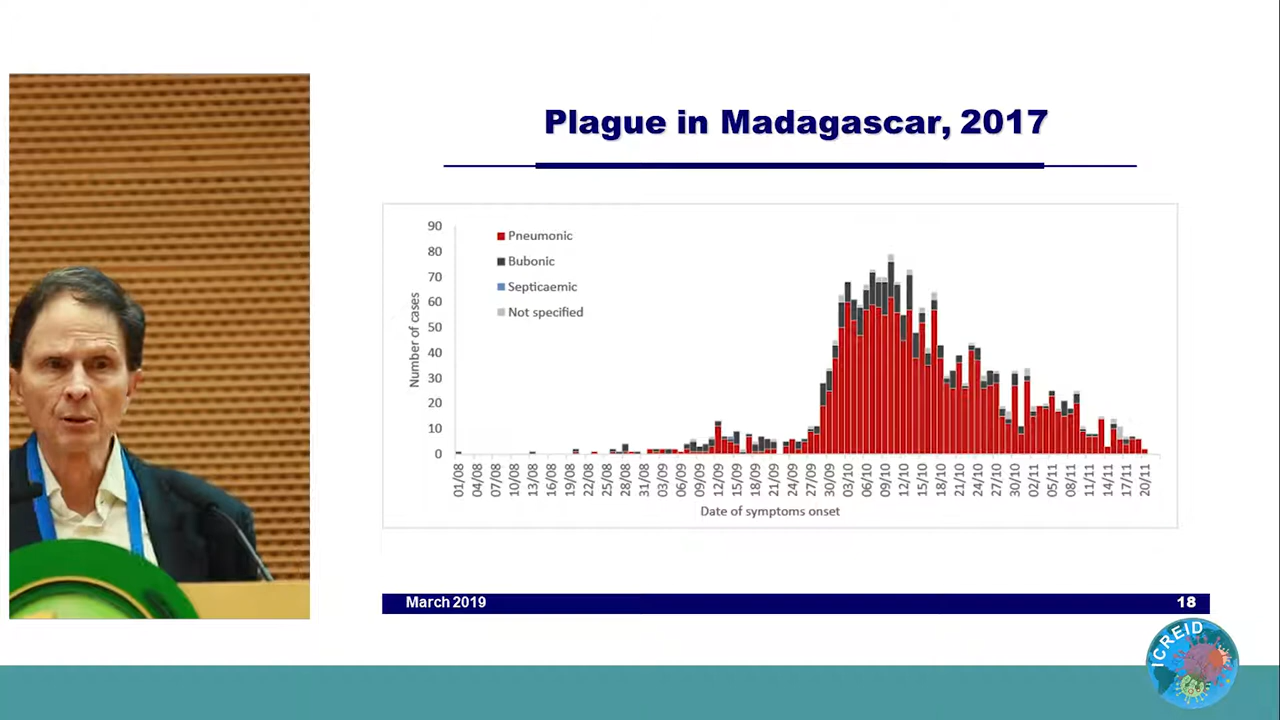 Plague in Madagascar, 2017
90
80
70
60
50
40
30
20
10
0
Number of cases
Pneumonic
Bubonic
Septicaemic
Not specified
01/08 04/08 07/08 10/08 13/08 16/08 19/08 22/08 25/08 28/08 31/08 03/09 06/09 09/09 12/09 15/09 18/09 21/09 24/09 27/09 30/09 03/10 06/10 09/10 12/10 15/10 18/10 21/10 24/10 27/10 30/10 02/11 05/11 08/11 11/11 14/11 17/11 20/11
Date of symptoms onset
March 2019
18
ICREID